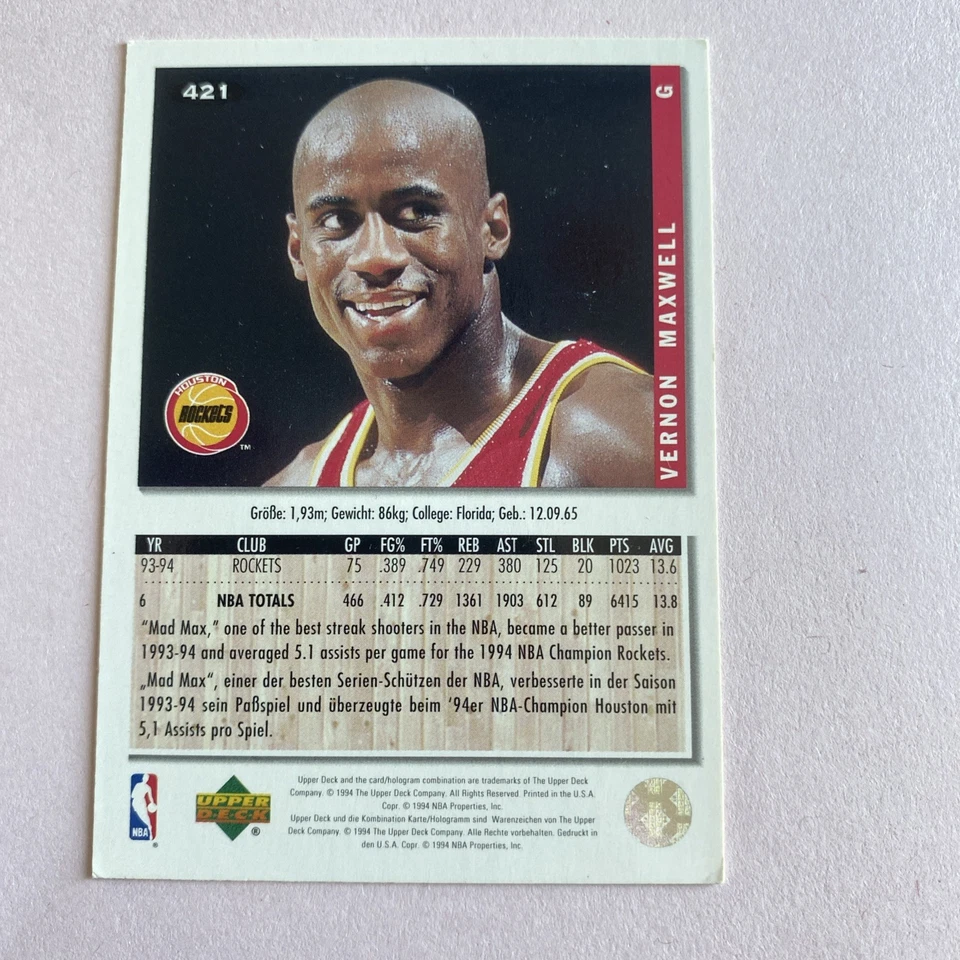 421
G
VERNON MAXWELL
HOUSTON
ROCKETS
TM
Größe: 1,93m; Gewicht: 86kg; College: Florida; Geb.: 12.09.65
YR CLUB GP FG% FT% REB AST STL BLK PTS AVG
93-94 ROCKETS 75 .389 .749 229 380 125 20 1023 13.6
6 NBA TOTALS 466 .412 .729 1361 1903 612 89 6415 13.8
"Mad Max," one of the best streak shooters in the NBA, became a better passer in
1993-94 and averaged 5.1 assists per game for the 1994 NBA Champion Rockets.
„Mad Max“, einer der besten Serien-Schützen der NBA, verbesserte in der Saison
1993-94 sein Paßspiel und überzeugte beim '94er NBA-Champion Houston mit
5,1 Assists pro Spiel.
NBA
®
UPPER
DECK
®
Upper Deck and the card/hologram combination are trademarks of The Upper Deck
Company. © 1994 The Upper Deck Company. All Rights Reserved. Printed in the U.S.A.
Copr. © 1994 NBA Properties, Inc.
Upper Deck und die Kombination Karte/Hologramm sind Warenzeichen von The Upper
Deck Company. © 1994 The Upper Deck Company. Alle Rechte vorbehalten. Gedruckt in
den U.S.A. Copr. © 1994 NBA Properties, Inc.